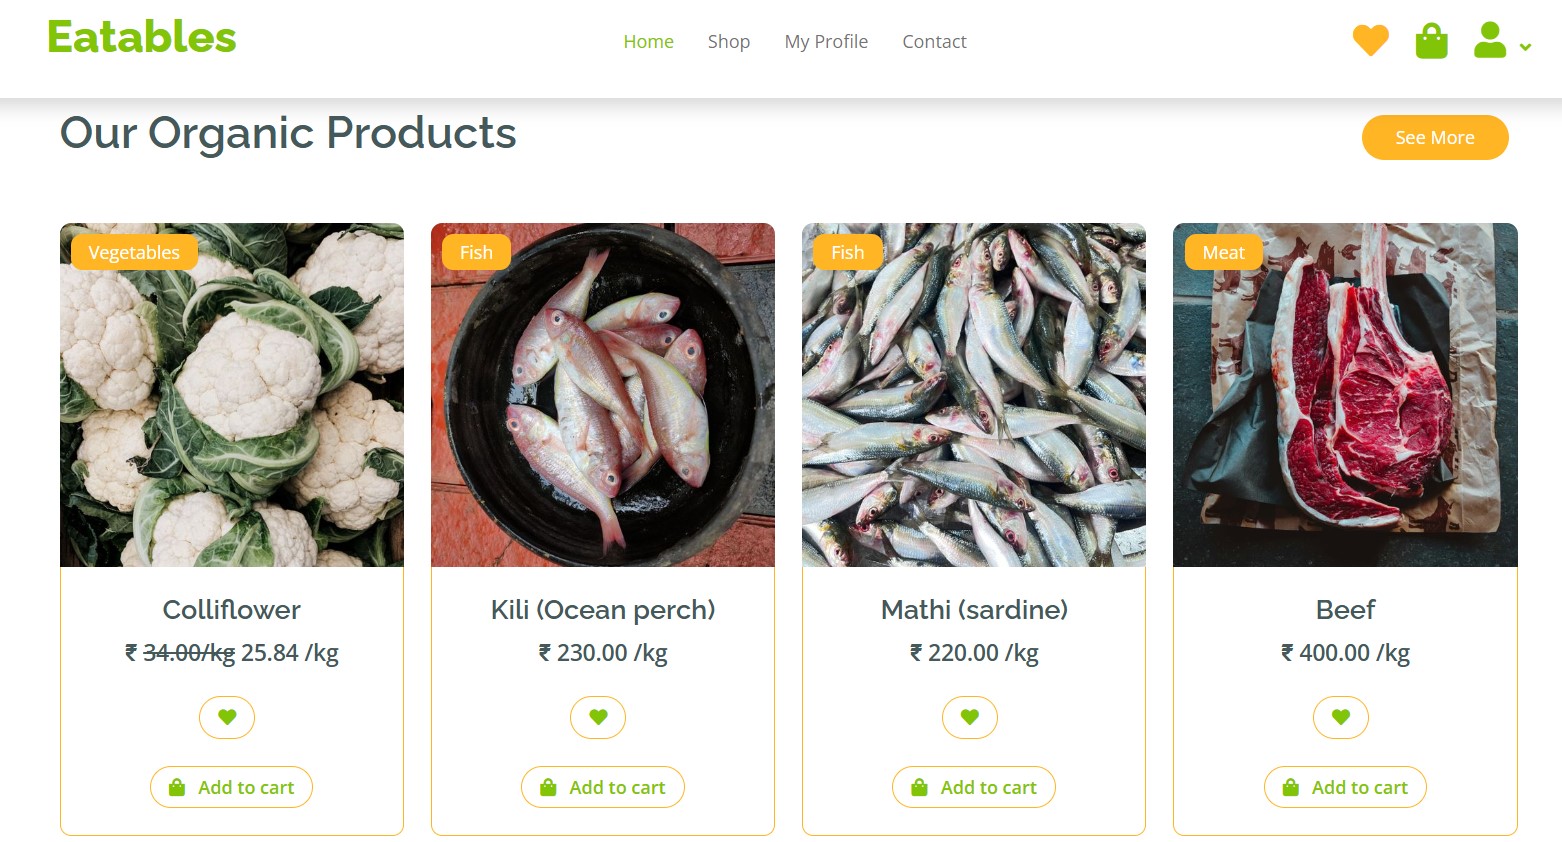 Eatables
Home Shop My Profile Contact
Our Organic Products
See More
Vegetables
Fish
Fish
Meat
Colliflower
Kili (Ocean perch)
Mathi (sardine)
Beef
₹ 34.00/kg 25.84 /kg
₹ 230.00 /kg
₹ 220.00 /kg
₹ 400.00 /kg
Add to cart
Add to cart
Add to cart
Add to cart